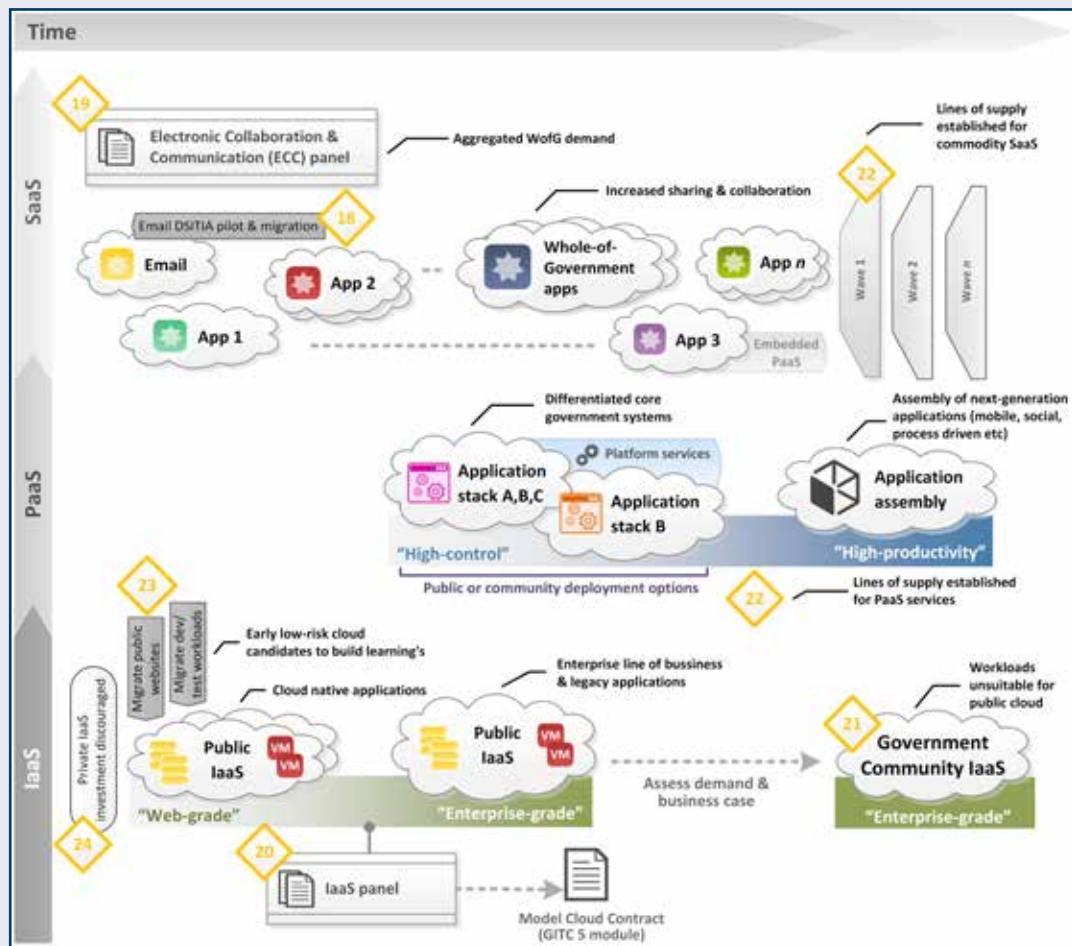 Time
SaaS
19
Electronic Collaboration &
Communication (ECC) panel
Aggregated WofG demand
Lines of supply
established for
commodity SaaS
22
Increased sharing & collaboration
18
Email DSITIA pilot & migration
Email
App 2
Whole-of-
Government
apps
App n
App 1
App 3
Embedded
PaaS
Wave 1
Wave 2
Wave n
PaaS
Differentiated core
government systems
Assembly of next-generation
applications (mobile, social,
process driven etc)
Platform services
Application
stack A,B,C
Application
stack B
Application
assembly
"High-control"
"High-productivity"
Public or community deployment options
22
Lines of supply established
for PaaS services
IaaS
23
Migrate public
websites
Migrate dev/
test workloads
Early low-risk cloud
candidates to build learning's
Cloud native applications
Enterprise line of bussiness
& legacy applications
Workloads
unsuitable for
public cloud
Private IaaS
investment discouraged
24
Public
IaaS
VM
VM
Public
IaaS
VM
VM
21
Government
Community IaaS
Assess demand &
business case
"Web-grade"
"Enterprise-grade"
"Enterprise-grade"
20
IaaS panel
Model Cloud Contract
(GITC 5 module)